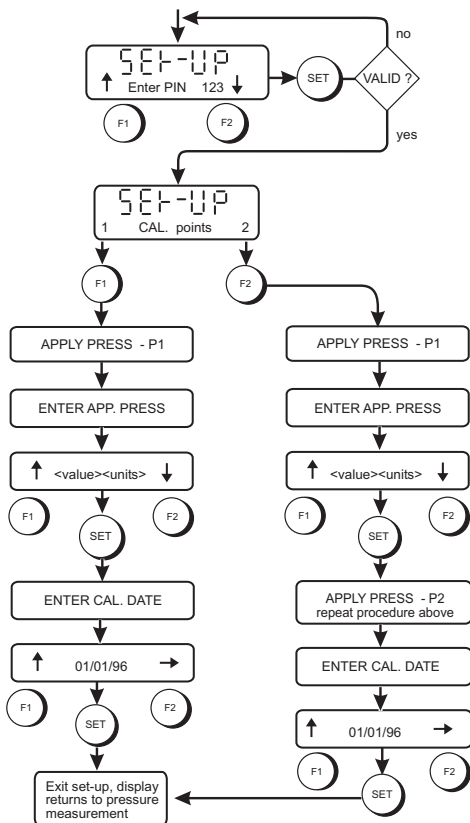 no
SEt-UP
Enter PIN 123
SET
VALID ?
F1
F2
yes
SEt-UP
1 CAL. points 2
F1
F2
APPLY PRESS - P1
ENTER APP. PRESS
<value><units>
F1
F2
SET
ENTER CAL. DATE
01/01/96
F1
F2
SET
Exit set-up, display
returns to pressure
measurement
APPLY PRESS - P1
ENTER APP. PRESS
<value><units>
F1
F2
SET
APPLY PRESS - P2
repeat procedure above
ENTER CAL. DATE
01/01/96
F1
F2
SET